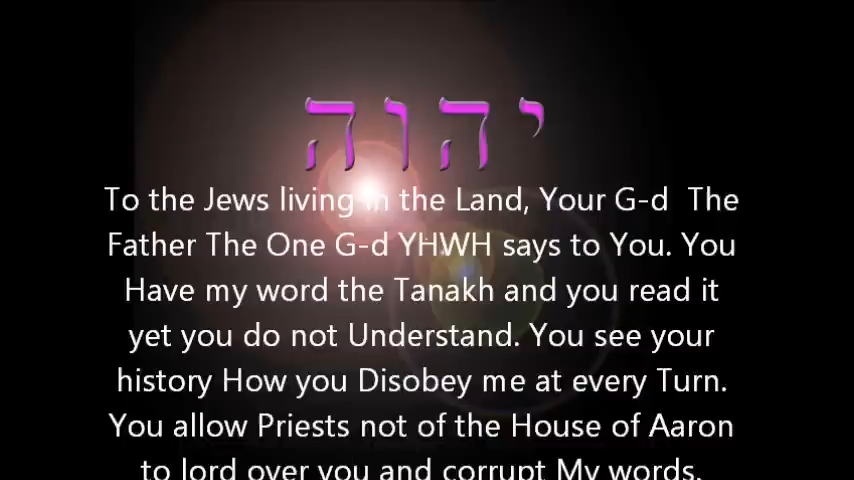 יהוה
To the Jews living in the Land, Your G-d The
Father The One G-d YHWH says to You. You
Have my word the Tanakh and you read it
yet you do not Understand. You see your
history How you Disobey me at every Turn.
You allow Priests not of the House of Aaron
to lord over you and corrupt My words.